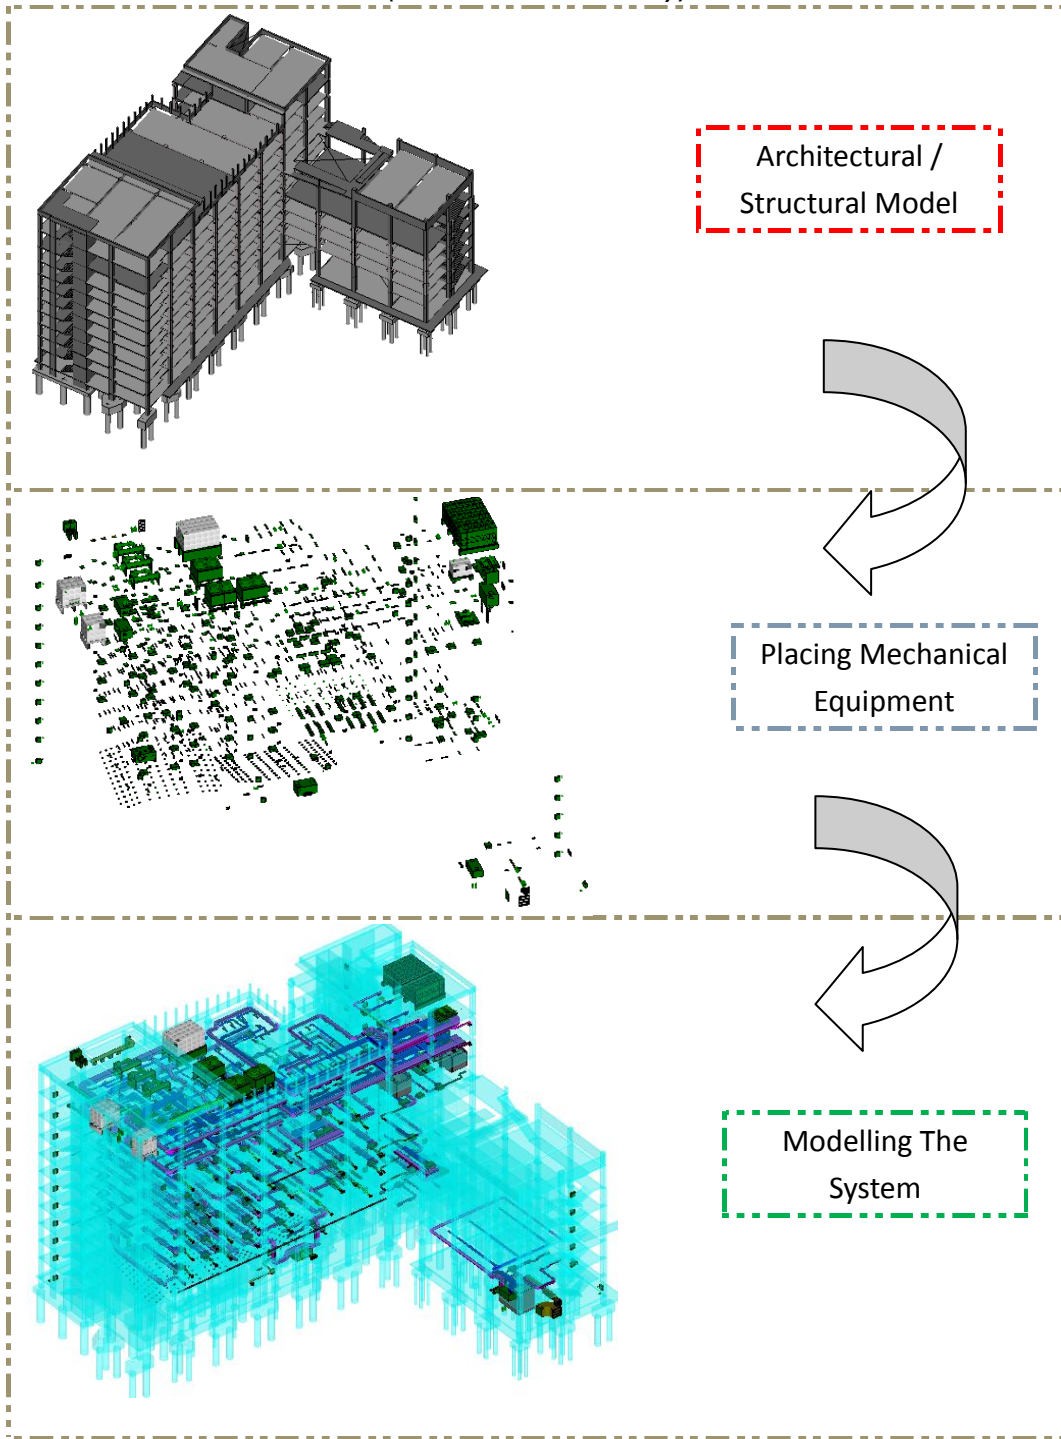 Architectural /
Structural Model
Placing Mechanical
Equipment
Modelling The
System